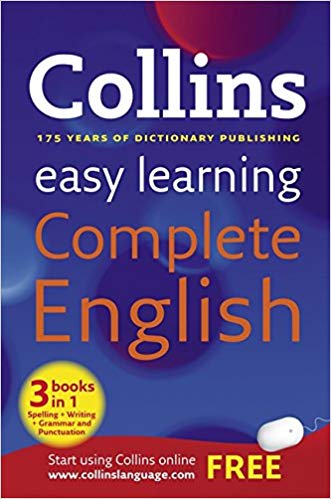 Collins
175 YEARS OF DICTIONARY PUBLISHING
easy learning
Complete
English
3 books
in 1
Spelling + Writing
+ Grammar and
Punctuation
Start using Collins online
www.collinslanguage.com
FREE